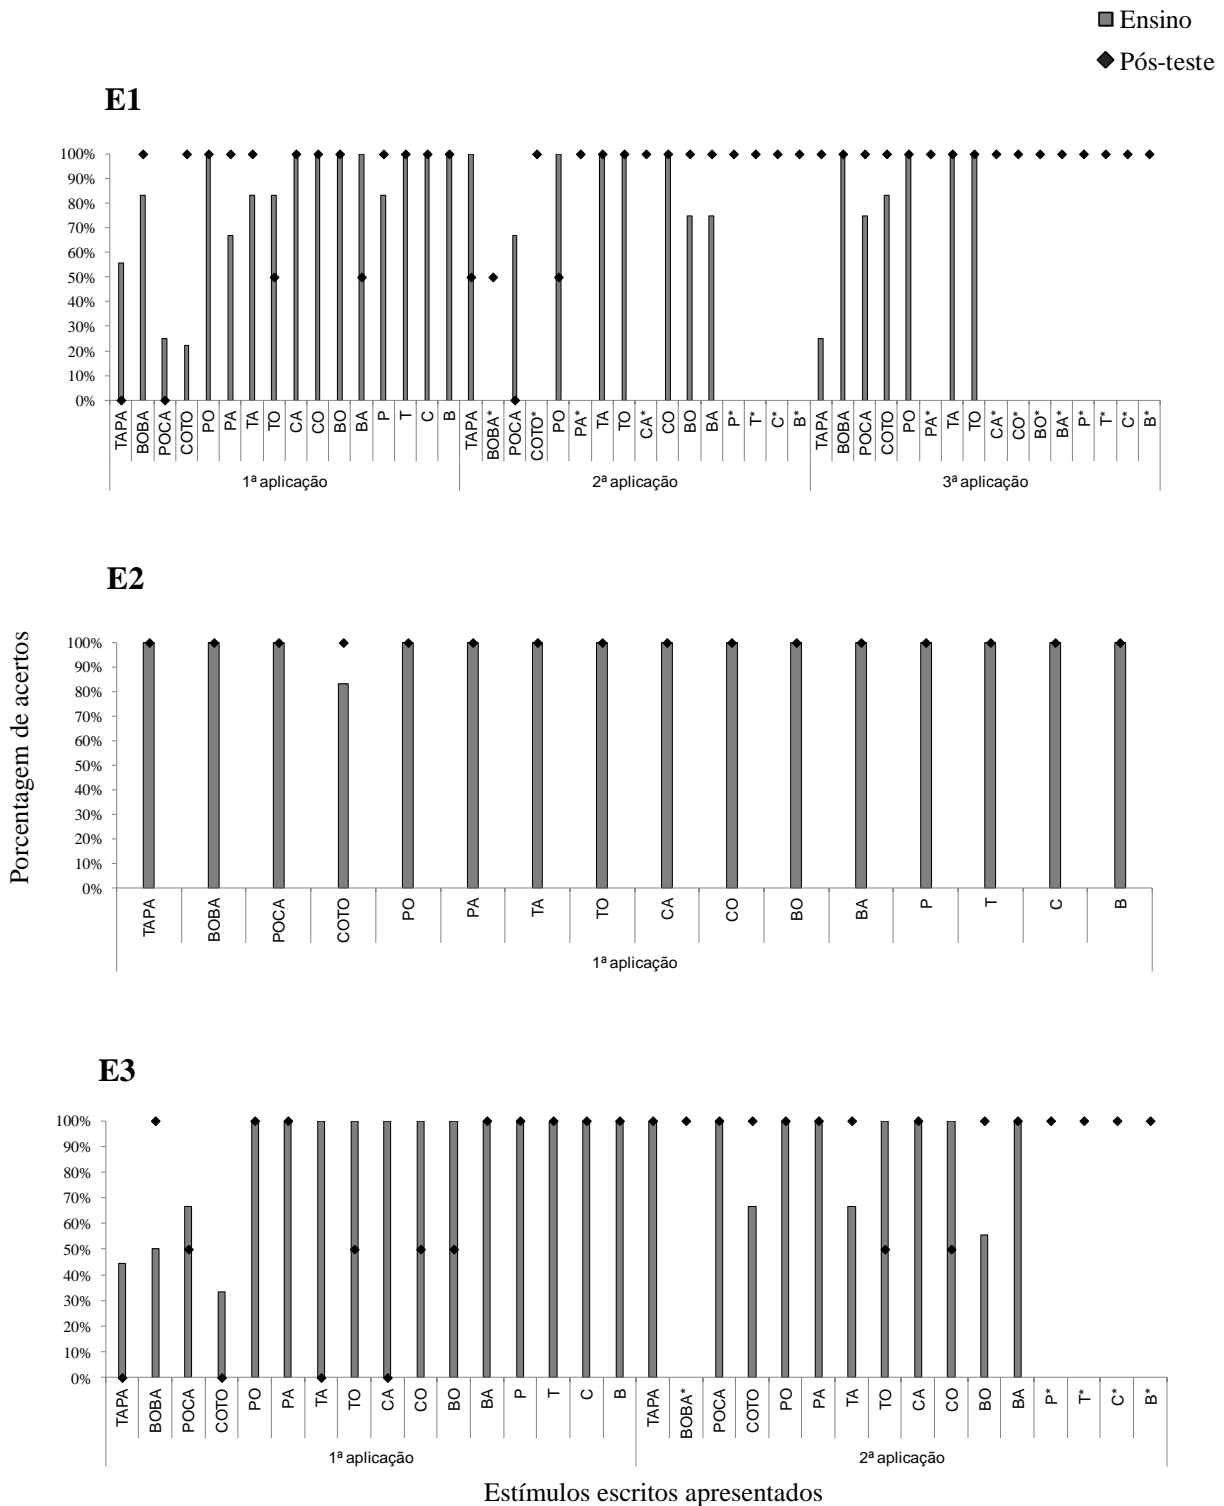 Ensino
Pós-teste
E1
100%
90%
80%
70%
60%
50%
40%
30%
20%
10%
0%
TAPA BOBA POCA COTO PO PA TA TO CA CO BO BA P T C B TAPA BOBA* POCA COTO* PO PA* TA TO CA* CO BO BA P* T* C* B* TAPA BOBA POCA COTO PO PA* TA TO CA* CO* BO* BA* P* T* C* B*
1ª aplicação 2ª aplicação 3ª aplicação
E2
Porcentagem de acertos
100%
90%
80%
70%
60%
50%
40%
30%
20%
10%
0%
TAPA BOBA POCA COTO PO PA TA TO CA CO BO BA P T C B
1ª aplicação
E3
100%
90%
80%
70%
60%
50%
40%
30%
20%
10%
0%
TAPA BOBA POCA COTO PO PA TA TO CA CO BO BA P T C B TAPA BOBA* POCA COTO PO PA TA TO CA CO BO BA P* T* C* B*
1ª aplicação 2ª aplicação
Estímulos escritos apresentados